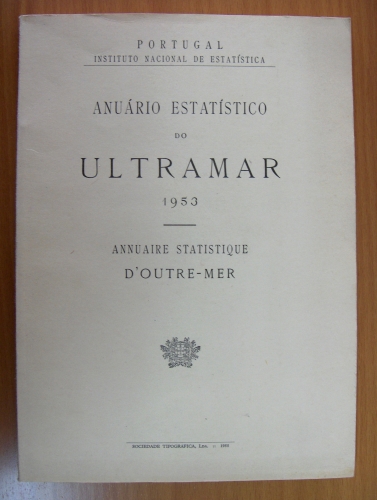 PORTUGAL
INSTITUTO NACIONAL DE ESTATÍSTICA
ANUÁRIO ESTATÍSTICO
DO
ULTRAMAR
1953
ANNUAIRE STATISTIQUE
D'OUTRE-MER
SOCIEDADE TIPOGRÁFICA, LDA. -